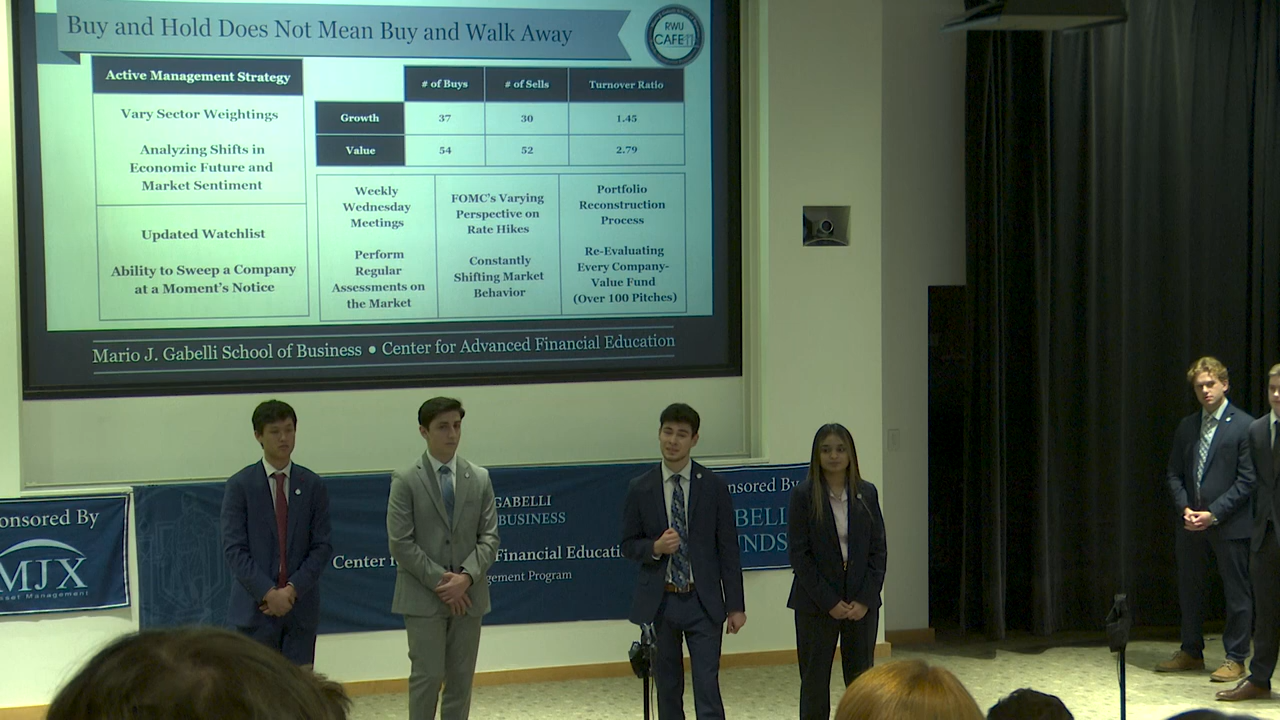 Buy and Hold Does Not Mean Buy and Walk Away
RWU
CAFE
Active Management Strategy
Vary Sector Weightings
Analyzing Shifts in
Economic Future and
Market Sentiment
Updated Watchlist
Ability to Sweep a Company
at a Moment's Notice
# of Buys # of Sells Turnover Ratio
Growth 37 30 1.45
Value 54 52 2.79
Weekly
Wednesday
Meetings
Perform
Regular
Assessments on
the Market
FOMC's Varying
Perspective on
Rate Hikes
Constantly
Shifting Market
Behavior
Portfolio
Reconstruction
Process
Re-Evaluating
Every Company-
Value Fund
(Over 100 Pitches)
Mario J. Gabelli School of Business • Center for Advanced Financial Education
onsored By
MJX
Asset Management
GABELLI
BUSINESS
Center Financial Educatio
gement Program
nsored By
BELL
UNDS